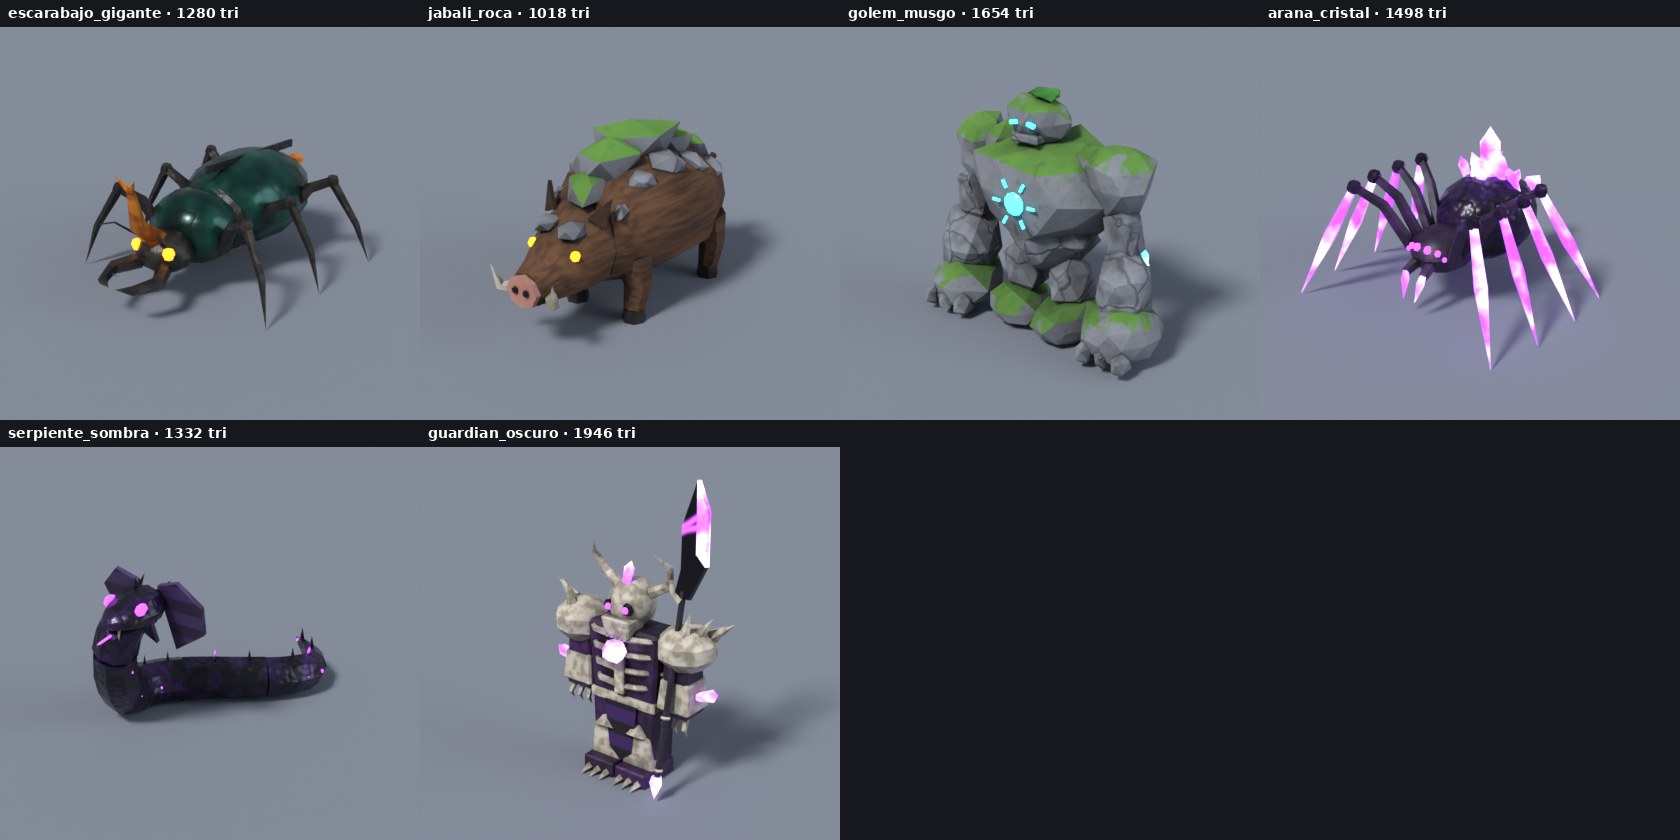 escarabajo_gigante · 1280 tri
jabali_roca · 1018 tri
golem_musgo · 1654 tri
arana_cristal · 1498 tri
serpiente_sombra · 1332 tri
guardian_oscuro · 1946 tri